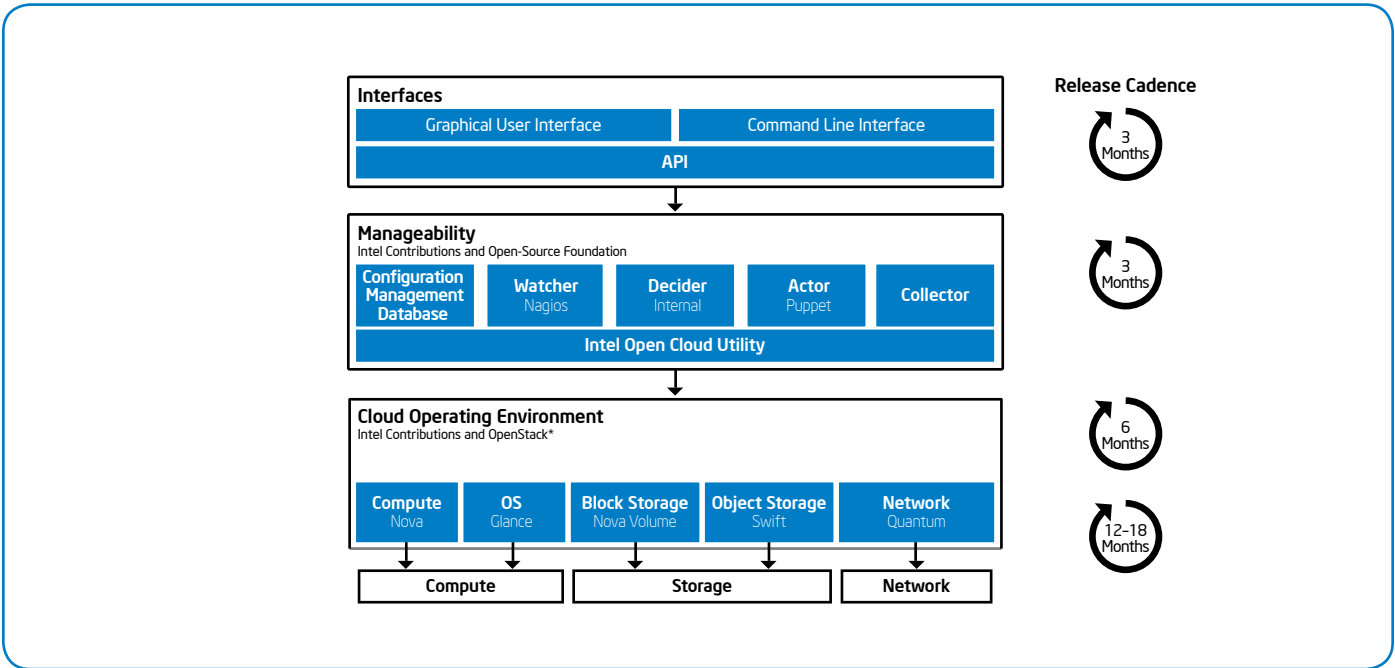 Release Cadence
Interfaces
Graphical User Interface
Command Line Interface
API
3
Months
Manageability
Intel Contributions and Open-Source Foundation
Configuration
Management
Database
Watcher
Nagios
Decider
Internal
Actor
Puppet
Collector
Intel Open Cloud Utility
3
Months
Cloud Operating Environment
Intel Contributions and OpenStack*
6
Months
Compute
Nova
OS
Glance
Block Storage
Nova Volume
Object Storage
Swift
Network
Quantum
12–18
Months
Compute
Storage
Network